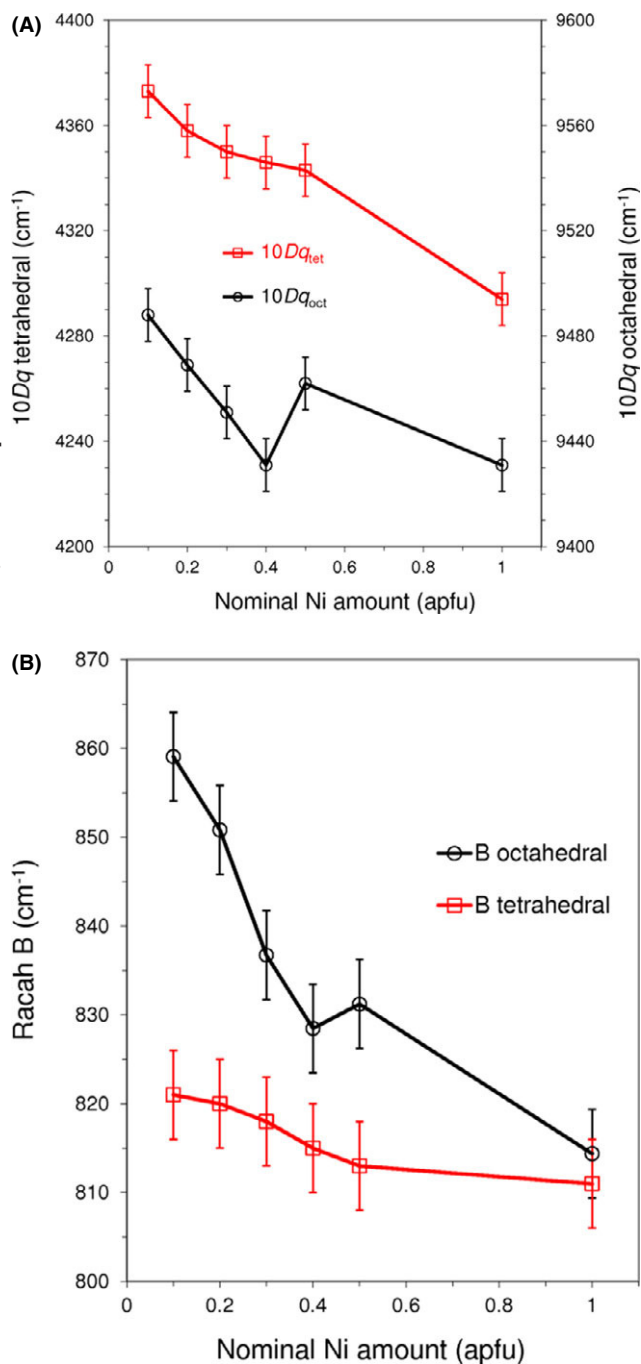 (A)
4400
4360
4320
4280
4240
4200
10Dq tetrahedral (cm⁻¹)
10Dq_tet
10Dq_oct
9600
9560
9520
9480
9440
9400
10Dq octahedral (cm⁻¹)
0 0.2 0.4 0.6 0.8 1
Nominal Ni amount (apfu)
(B)
870
860
850
840
830
820
810
800
Racah B (cm⁻¹)
B octahedral
B tetrahedral
0 0.2 0.4 0.6 0.8 1
Nominal Ni amount (apfu)